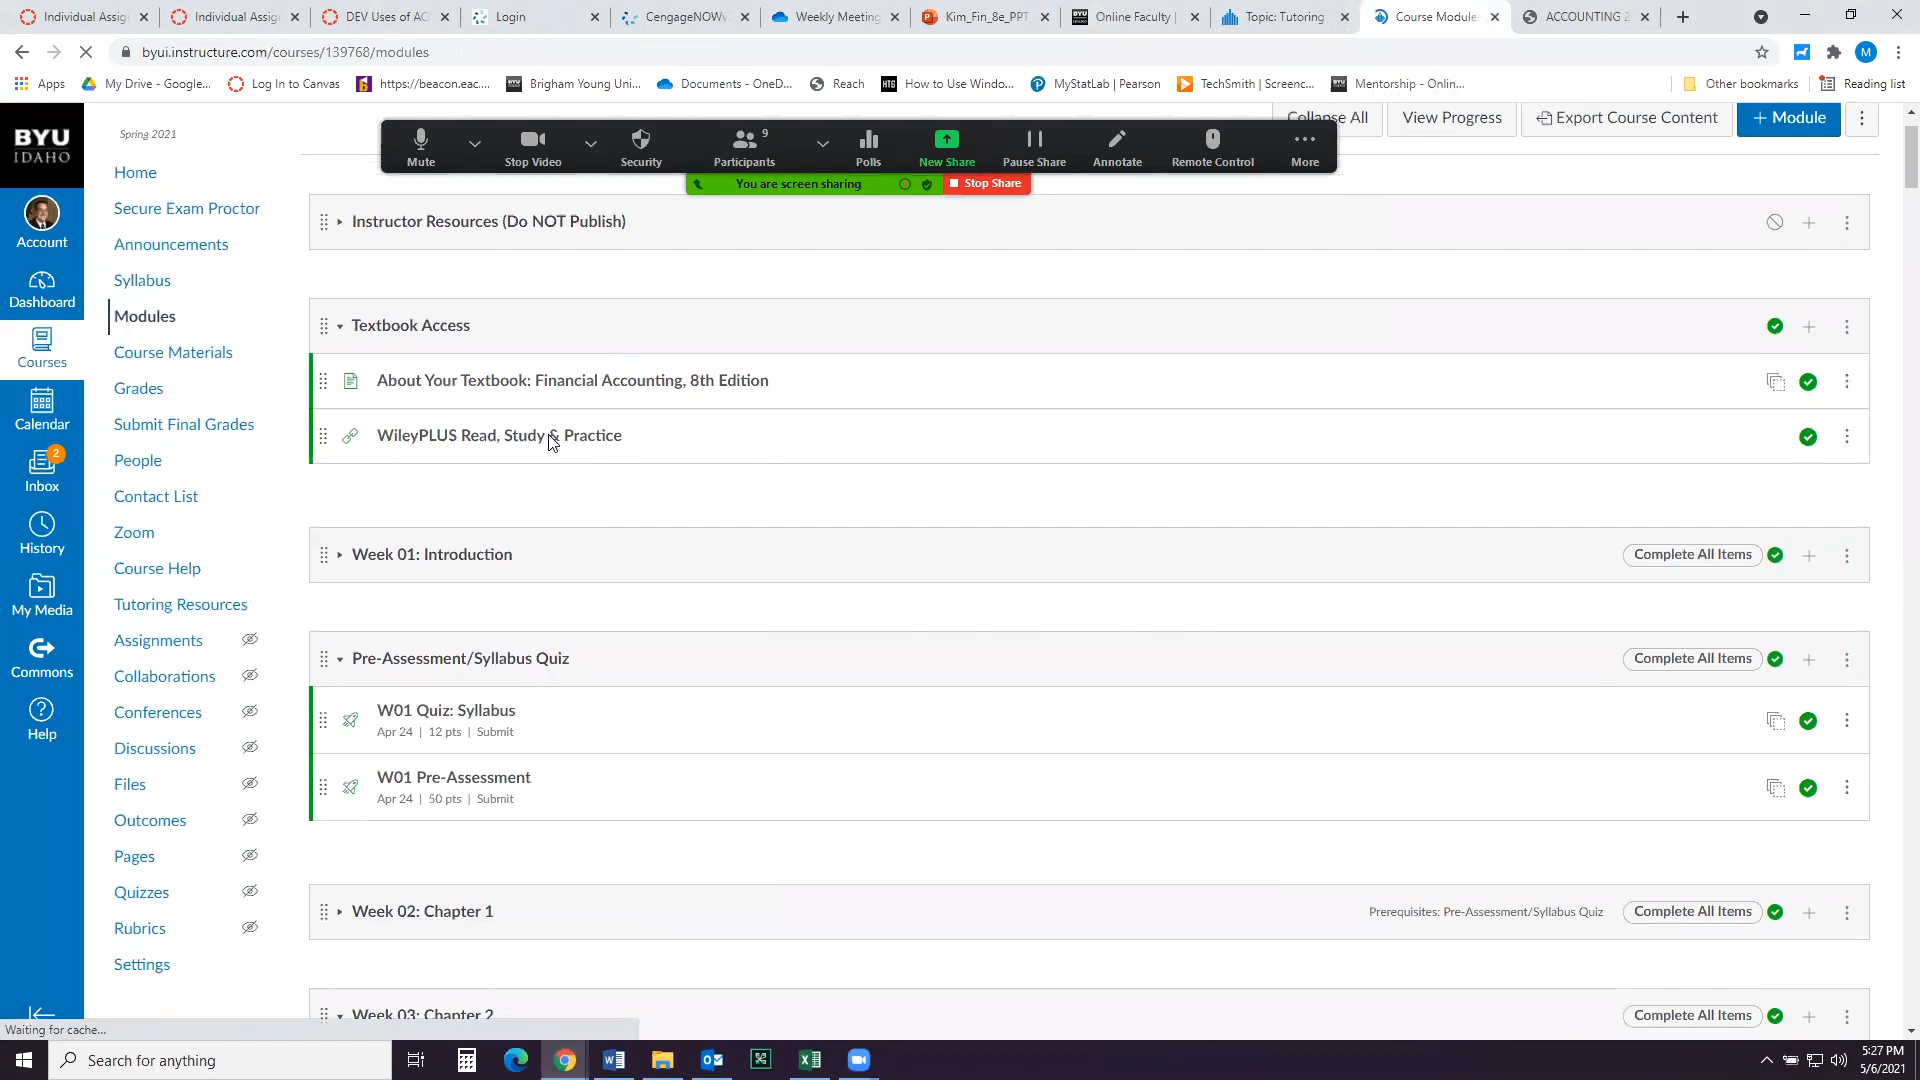 Individual Assig
Individual Assig
DEV Uses of AC
Login
CengageNOWv
Weekly Meeting
Kim_Fin_8e_PPT
Online Faculty |
Topic: Tutoring
Course Module
ACCOUNTING 2
byui.instructure.com/courses/139768/modules
M
Apps
My Drive - Google...
Log In to Canvas
https://beacon.eac....
Brigham Young Uni...
Documents - OneD...
Reach
How to Use Windo...
MyStatLab | Pearson
TechSmith | Screenc...
Mentorship - Onlin...
Other bookmarks
Reading list
BYU
IDAHO
Account
Dashboard
Courses
Calendar
2
Inbox
History
My Media
Commons
Help
Spring 2021
Home
Secure Exam Proctor
Announcements
Syllabus
Modules
Course Materials
Grades
Submit Final Grades
People
Contact List
Zoom
Course Help
Tutoring Resources
Assignments
Collaborations
Conferences
Discussions
Files
Outcomes
Pages
Quizzes
Rubrics
Settings
Mute
Stop Video
Security
9
Participants
Polls
New Share
Pause Share
Annotate
Remote Control
More
You are screen sharing
Stop Share
Collapse All
View Progress
Export Course Content
+ Module
Instructor Resources (Do NOT Publish)
Textbook Access
About Your Textbook: Financial Accounting, 8th Edition
WileyPLUS Read, Study & Practice
Week 01: Introduction
Complete All Items
Pre-Assessment/Syllabus Quiz
Complete All Items
W01 Quiz: Syllabus
Apr 24 | 12 pts | Submit
W01 Pre-Assessment
Apr 24 | 50 pts | Submit
Week 02: Chapter 1
Prerequisites: Pre-Assessment/Syllabus Quiz
Complete All Items
Week 03: Chapter 2
Complete All Items
Waiting for cache...
Search for anything
5:27 PM
5/6/2021